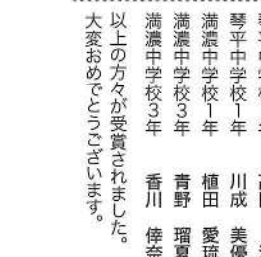 琴平中学校1年 川成 美優
満濃中学校1年 植田 愛琉
満濃中学校3年 青野 瑠夏
満濃中学校3年 香川 倖奈
以上の方々が受賞されました。
大変おめでとうございます。